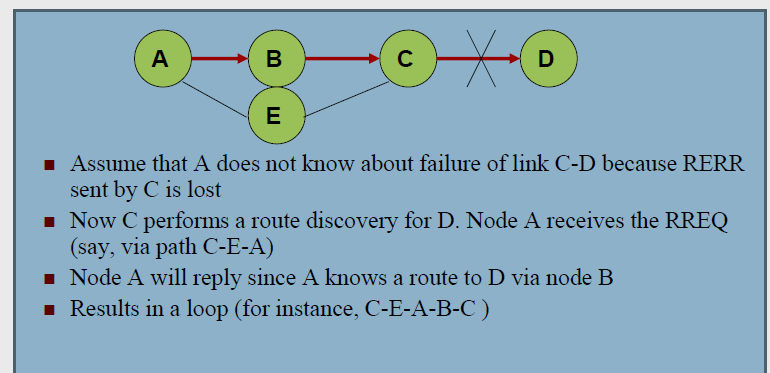 A B C D
E
Assume that A does not know about failure of link C-D because RERR
sent by C is lost
Now C performs a route discovery for D. Node A receives the RREQ
(say, via path C-E-A)
Node A will reply since A knows a route to D via node B
Results in a loop (for instance, C-E-A-B-C )